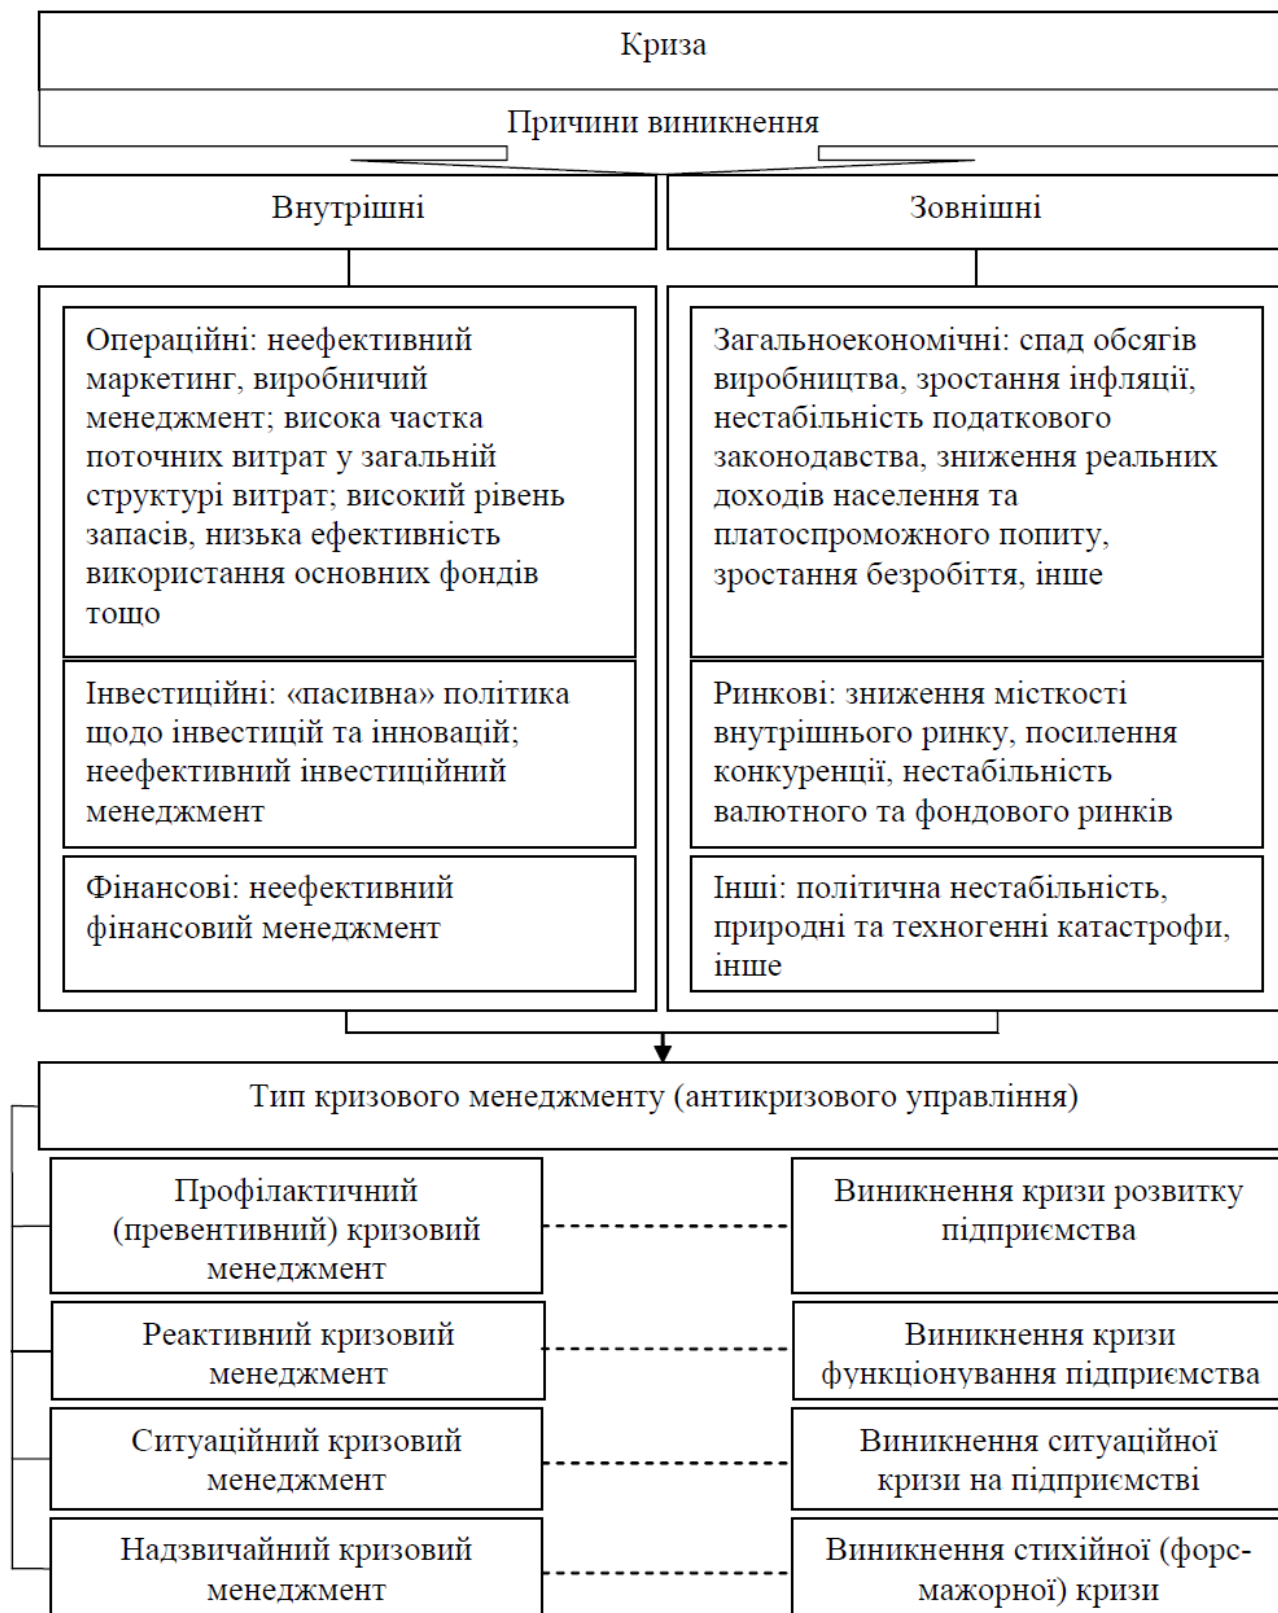 Криза
Причини виникнення
Внутрішні
Зовнішні
Операційні: неефективний
маркетинг, виробничий
менеджмент; висока частка
поточних витрат у загальній
структурі витрат; високий рівень
запасів, низька ефективність
використання основних фондів
тощо
Інвестиційні: «пасивна» політика
щодо інвестицій та інновацій;
неефективний інвестиційний
менеджмент
Фінансові: неефективний
фінансовий менеджмент
Загальноекономічні: спад обсягів
виробництва, зростання інфляції,
нестабільність податкового
законодавства, зниження реальних
доходів населення та
платоспроможного попиту,
зростання безробіття, інше
Ринкові: зниження місткості
внутрішнього ринку, посилення
конкуренції, нестабільність
валютного та фондового ринків
Інші: політична нестабільність,
природні та техногенні катастрофи,
інше
Тип кризового менеджменту (антикризового управління)
Профілактичний
(превентивний) кризовий
менеджмент
Виникнення кризи розвитку
підприємства
Реактивний кризовий
менеджмент
Виникнення кризи
функціонування підприємства
Ситуаційний кризовий
менеджмент
Виникнення ситуаційної
кризи на підприємстві
Надзвичайний кризовий
менеджмент
Виникнення стихійної (форс-
мажорної) кризи